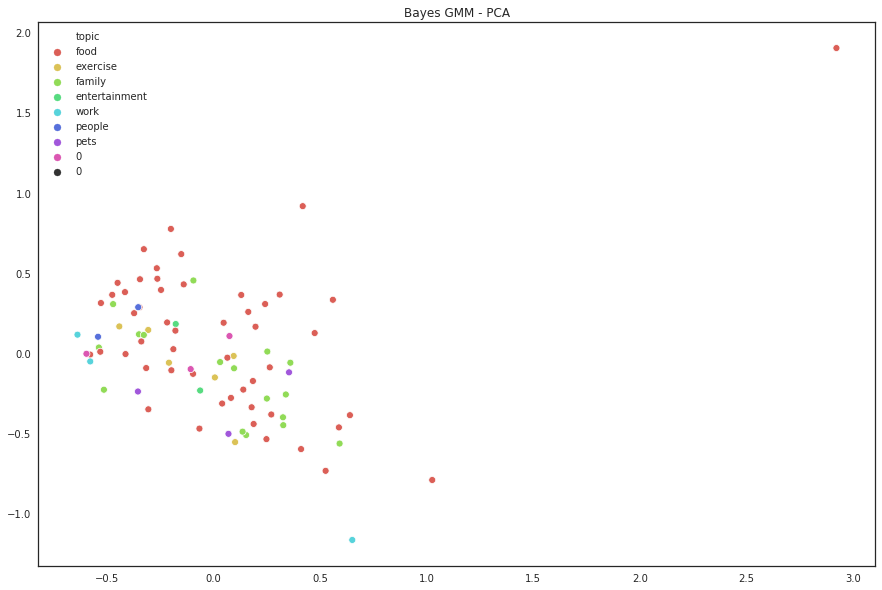 Bayes GMM - PCA
topic
food
exercise
family
entertainment
work
people
pets
0
0
2.0
1.5
1.0
0.5
0.0
−0.5
−1.0
−0.5
0.0
0.5
1.0
1.5
2.0
2.5
3.0